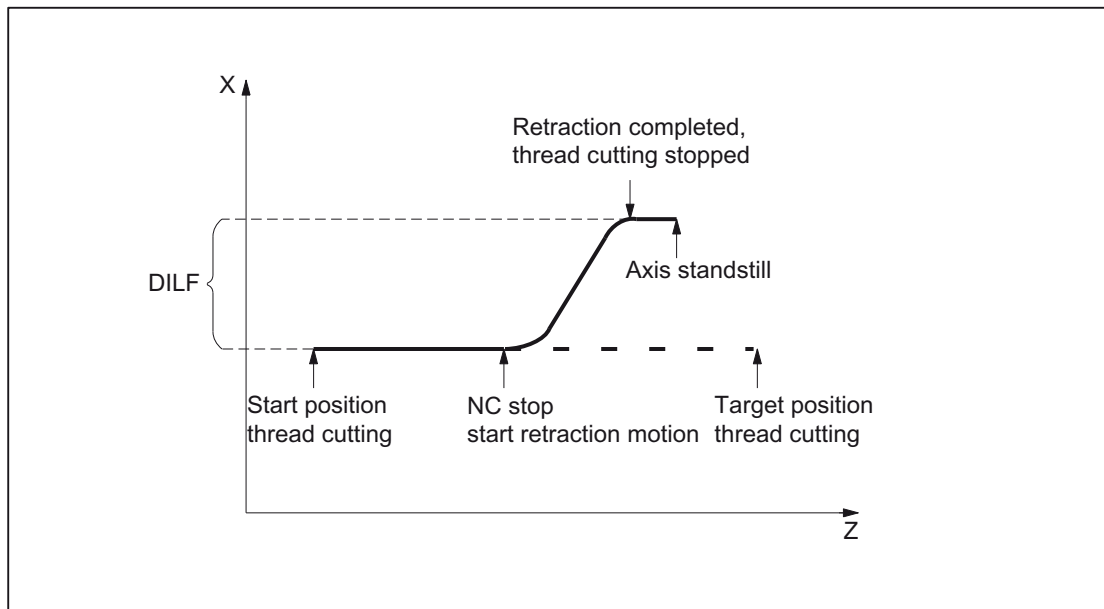 X
Retraction completed,
thread cutting stopped
Axis standstill
DILF
Start position
thread cutting
NC stop
start retraction motion
Target position
thread cutting
Z